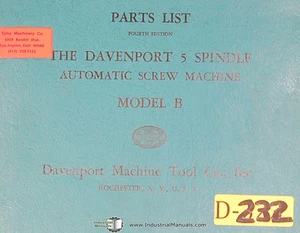 PARTS LIST
FOURTH EDITION
THE DAVENPORT 5 SPINDLE
AUTOMATIC SCREW MACHINE
MODEL B
Davenport Machine Tool Co., Inc.
ROCHESTER, N. Y., U. S. A.
D-232
www.IndustrialManuals.com